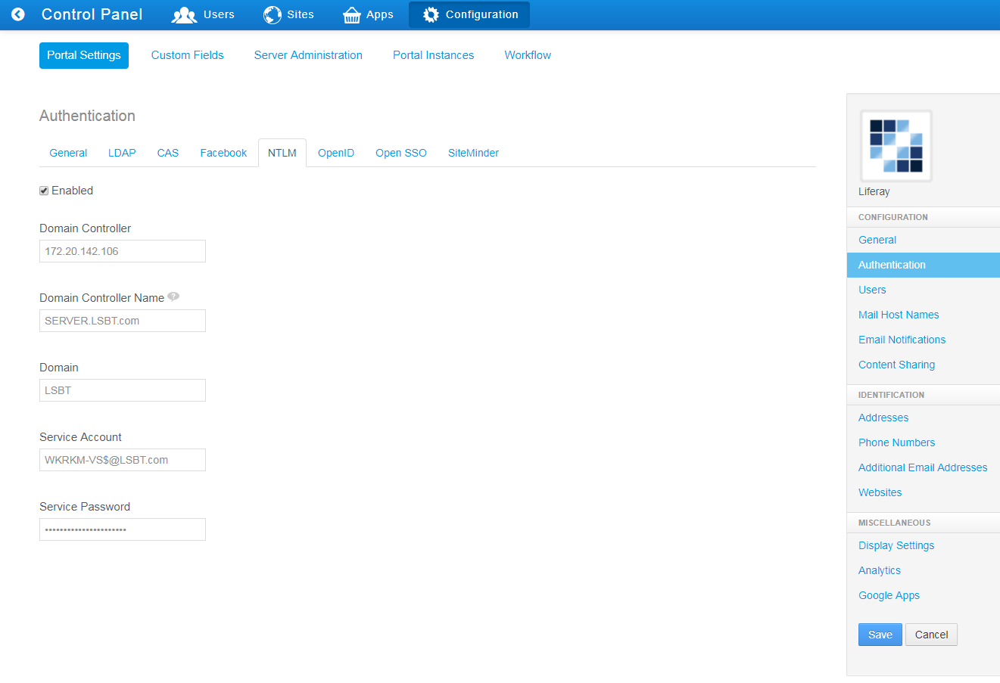 Control Panel Users Sites Apps Configuration
Portal Settings Custom Fields Server Administration Portal Instances Workflow
Authentication
General LDAP CAS Facebook NTLM OpenID Open SSO SiteMinder
Enabled
Domain Controller
172.20.142.106
Domain Controller Name ?
SERVER.LSBT.com
Domain
LSBT
Service Account
WKRKM-VS$@LSBT.com
Service Password
••••••••••••••••••••••
Liferay
CONFIGURATION
General
Authentication
Users
Mail Host Names
Email Notifications
Content Sharing
IDENTIFICATION
Addresses
Phone Numbers
Additional Email Addresses
Websites
MISCELLANEOUS
Display Settings
Analytics
Google Apps
Save Cancel